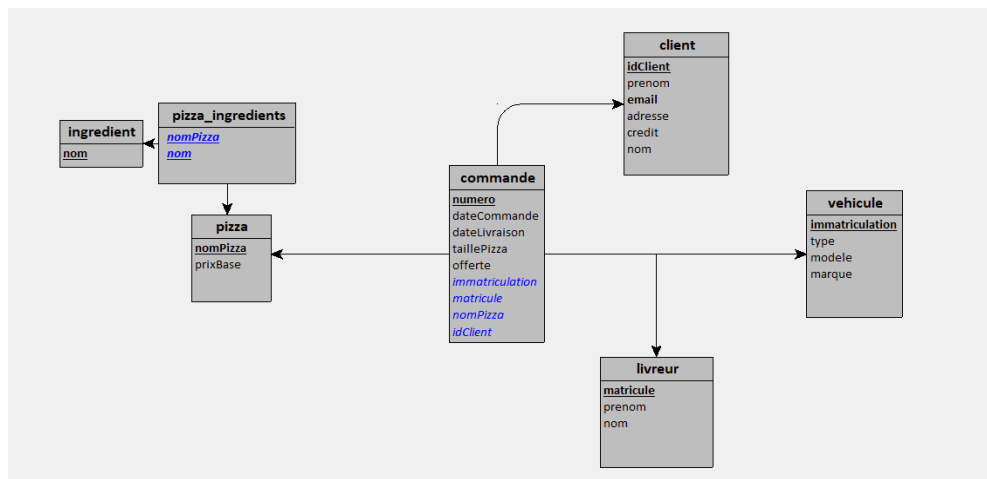 client
idClient
prenom
email
adresse
credit
nom
pizza_ingredients
nomPizza
nom
ingredient
nom
commande
numero
dateCommande
dateLivraison
taillePizza
offerte
immatriculation
matricule
nomPizza
idClient
vehicule
immatriculation
type
modele
marque
pizza
nomPizza
prixBase
livreur
matricule
prenom
nom